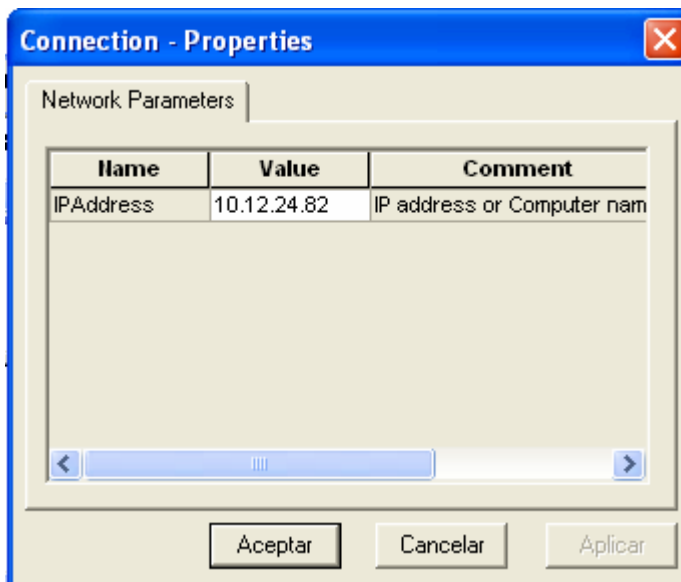 Connection - Properties
Network Parameters
Name Value Comment
IPAddress 10.12.24.82 IP address or Computer nam
Aceptar Cancelar Aplicar